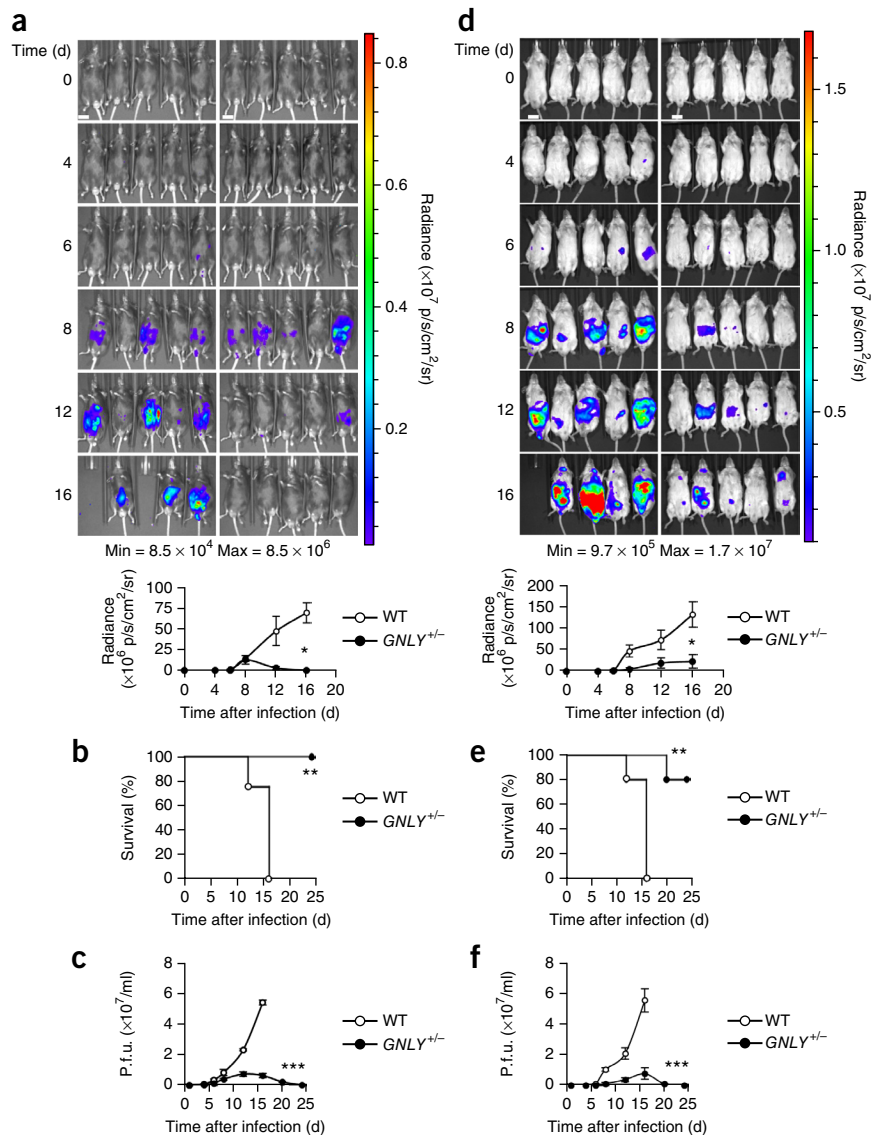 a
Time (d)
0
4
6
8
12
16
0.8
0.6
0.4
0.2
Radiance (×10⁷ p/s/cm²/sr)
Min = 8.5 × 10⁴ Max = 8.5 × 10⁶
Radiance
(×10⁶ p/s/cm²/sr)
100
75
50
25
0
0 4 8 12 16 20
Time after infection (d)
WT
GNLY⁺/⁻
*
b
Survival (%)
100
80
60
40
20
0
0 5 10 15 20 25
Time after infection (d)
WT
GNLY⁺/⁻
**
c
P.f.u. (×10⁷/ml)
8
6
4
2
0
0 5 10 15 20 25
Time after infection (d)
WT
GNLY⁺/⁻
***
d
Time (d)
0
4
6
8
12
16
1.5
1.0
0.5
Radiance (×10⁷ p/s/cm²/sr)
Min = 9.7 × 10⁵ Max = 1.7 × 10⁷
Radiance
(×10⁶ p/s/cm²/sr)
200
150
100
50
0
0 4 8 12 16 20
Time after infection (d)
WT
GNLY⁺/⁻
*
e
Survival (%)
100
80
60
40
20
0
0 5 10 15 20 25
Time after infection (d)
WT
GNLY⁺/⁻
**
f
P.f.u. (×10⁷/ml)
8
6
4
2
0
0 5 10 15 20 25
Time after infection (d)
WT
GNLY⁺/⁻
***